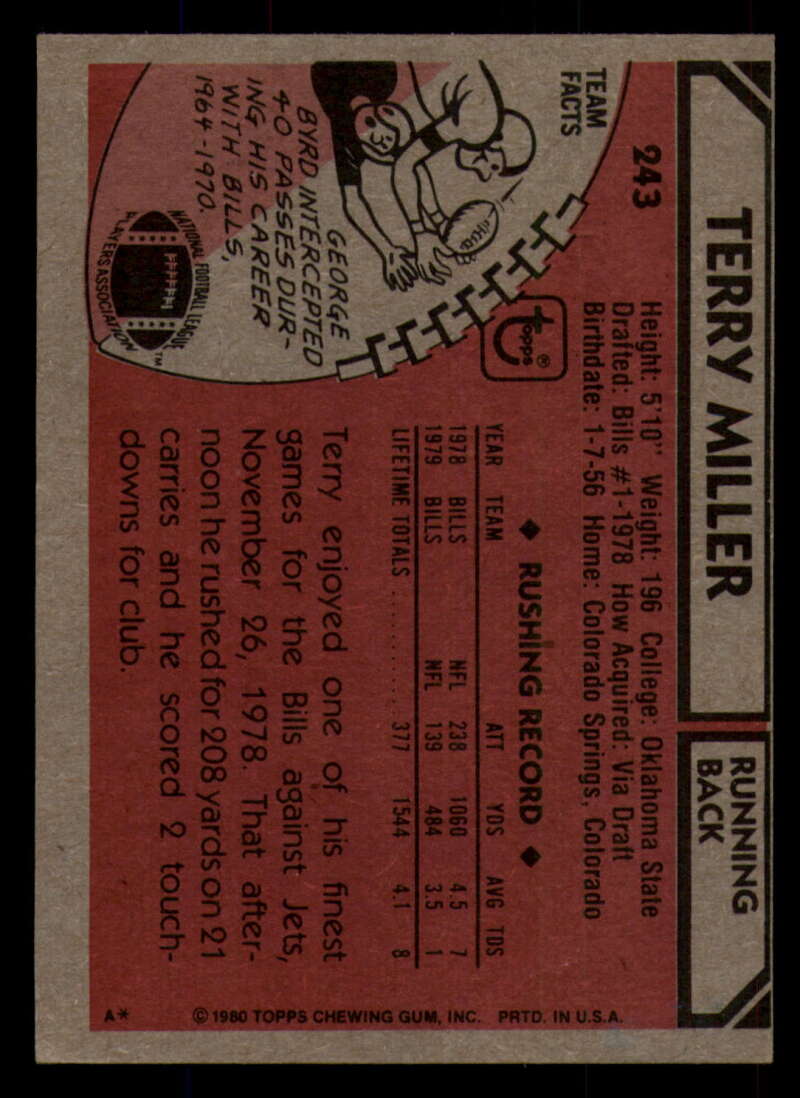 243
TERRY MILLER
RUNNING
BACK
Height: 5'10" Weight: 196 College: Oklahoma State
Drafted: Bills #1-1978 How Acquired: Via Draft
Birthdate: 1-7-56 Home: Colorado Springs, Colorado
TEAM
FACTS
GEORGE
BYRD INTERCEPTED
40 PASSES DUR-
ING HIS CAREER
WITH BILLS,
1964-1970.
NATIONAL FOOTBALL LEAGUE
PLAYERS ASSOCIATION
TM
topps®
◆ RUSHING RECORD ◆
YEAR TEAM ATT YDS AVG TDS
1978 BILLS NFL 238 1060 4.5 7
1979 BILLS NFL 139 484 3.5 1
LIFETIME TOTALS .......... 377 1544 4.1 8
Terry enjoyed one of his finest
games for the Bills against Jets,
November 26, 1978. That after-
noon he rushed for 208 yards on 21
carries and he scored 2 touch-
downs for club.
A* © 1980 TOPPS CHEWING GUM, INC. PRTD. IN U.S.A.